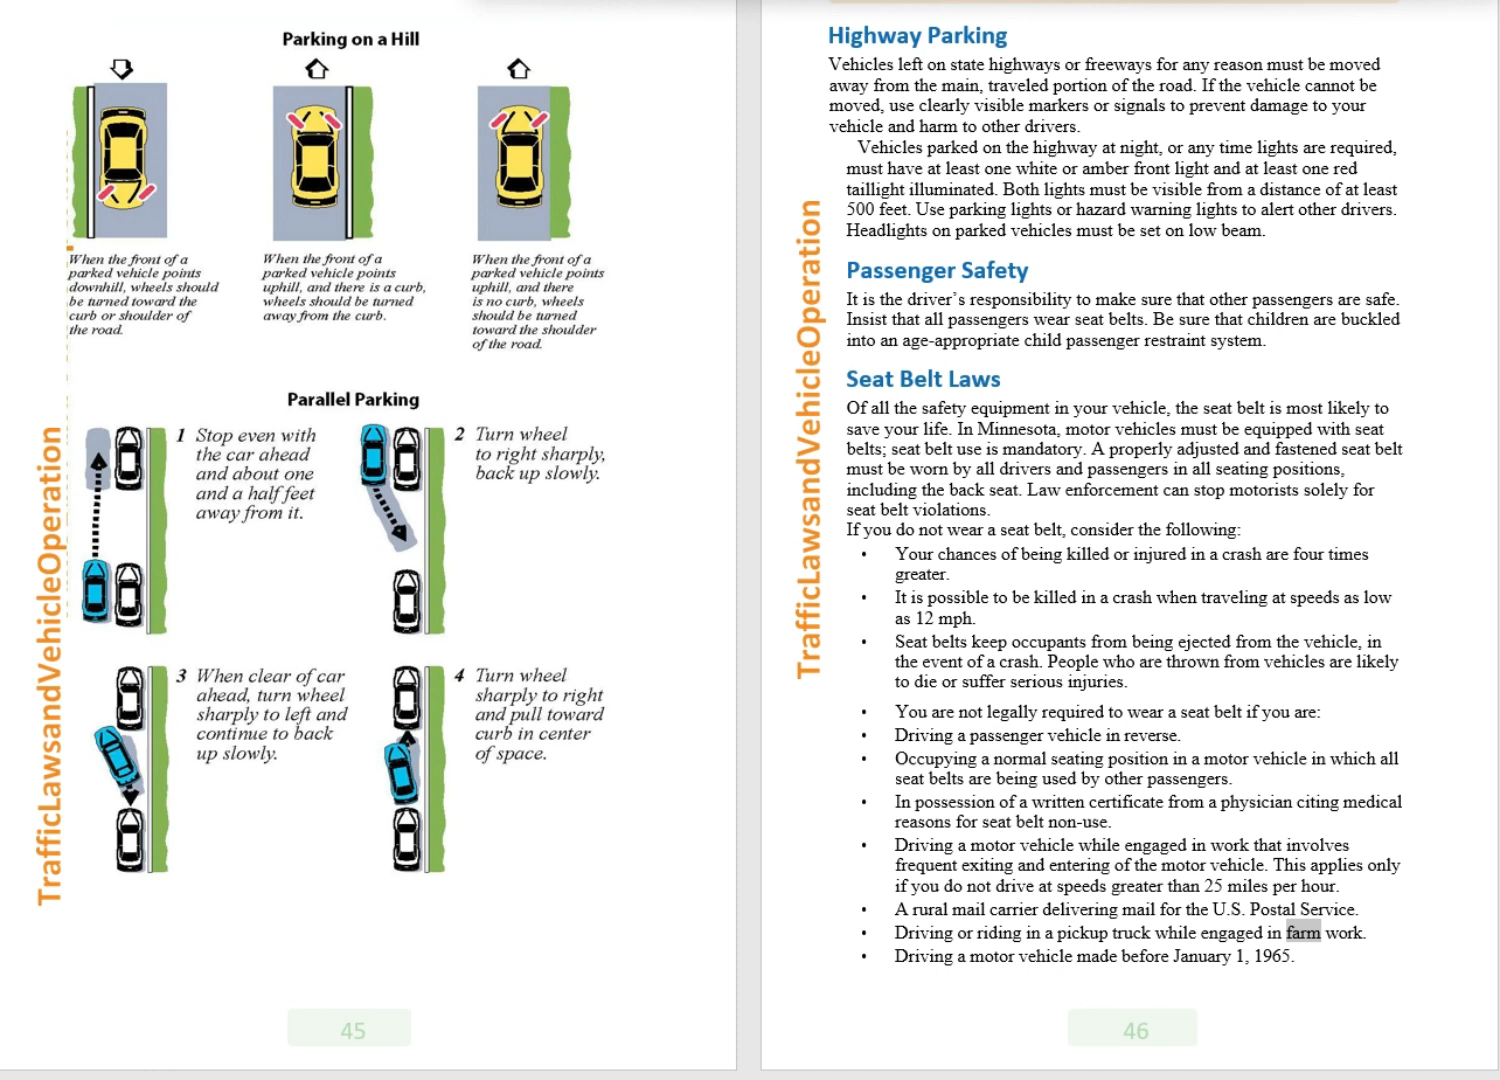 Parking on a Hill
When the front of a
parked vehicle points
downhill, wheels should
be turned toward the
curb or shoulder of
the road.
When the front of a
parked vehicle points
uphill, and there is a curb,
wheels should be turned
away from the curb.
When the front of a
parked vehicle points
uphill, and there
is no curb, wheels
should be turned
toward the shoulder
of the road.
Parallel Parking
1 Stop even with
the car ahead
and about one
and a half feet
away from it.
2 Turn wheel
to right sharply,
back up slowly.
3 When clear of car
ahead, turn wheel
sharply to left and
continue to back
up slowly.
4 Turn wheel
sharply to right
and pull toward
curb in center
of space.
TrafficLawsandVehicleOperation
45
Highway Parking
Vehicles left on state highways or freeways for any reason must be moved
away from the main, traveled portion of the road. If the vehicle cannot be
moved, use clearly visible markers or signals to prevent damage to your
vehicle and harm to other drivers.
Vehicles parked on the highway at night, or any time lights are required,
must have at least one white or amber front light and at least one red
taillight illuminated. Both lights must be visible from a distance of at least
500 feet. Use parking lights or hazard warning lights to alert other drivers.
Headlights on parked vehicles must be set on low beam.
Passenger Safety
It is the driver's responsibility to make sure that other passengers are safe.
Insist that all passengers wear seat belts. Be sure that children are buckled
into an age-appropriate child passenger restraint system.
Seat Belt Laws
Of all the safety equipment in your vehicle, the seat belt is most likely to
save your life. In Minnesota, motor vehicles must be equipped with seat
belts; seat belt use is mandatory. A properly adjusted and fastened seat belt
must be worn by all drivers and passengers in all seating positions,
including the back seat. Law enforcement can stop motorists solely for
seat belt violations.
If you do not wear a seat belt, consider the following:
• Your chances of being killed or injured in a crash are four times
greater.
• It is possible to be killed in a crash when traveling at speeds as low
as 12 mph.
• Seat belts keep occupants from being ejected from the vehicle, in
the event of a crash. People who are thrown from vehicles are likely
to die or suffer serious injuries.
• You are not legally required to wear a seat belt if you are:
• Driving a passenger vehicle in reverse.
• Occupying a normal seating position in a motor vehicle in which all
seat belts are being used by other passengers.
• In possession of a written certificate from a physician citing medical
reasons for seat belt non-use.
• Driving a motor vehicle while engaged in work that involves
frequent exiting and entering of the motor vehicle. This applies only
if you do not drive at speeds greater than 25 miles per hour.
• A rural mail carrier delivering mail for the U.S. Postal Service.
• Driving or riding in a pickup truck while engaged in farm work.
• Driving a motor vehicle made before January 1, 1965.
TrafficLawsandVehicleOperation
46